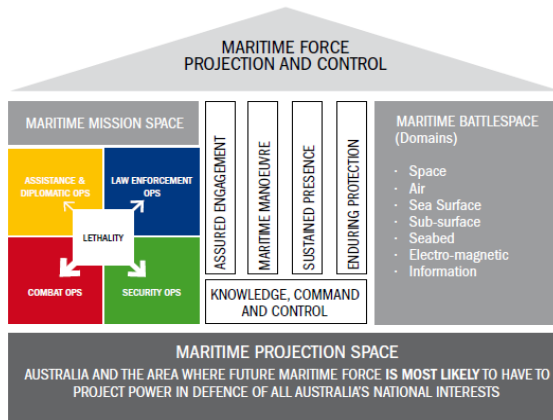 MARITIME FORCE
PROJECTION AND CONTROL
MARITIME MISSION SPACE
ASSISTANCE &
DIPLOMATIC OPS
LAW ENFORCEMENT
OPS
LETHALITY
COMBAT OPS
SECURITY OPS
ASSURED ENGAGEMENT
MARITIME MANOEUVRE
SUSTAINED PRESENCE
ENDURING PROTECTION
KNOWLEDGE, COMMAND
AND CONTROL
MARITIME BATTLESPACE
(Domains)
· Space
· Air
· Sea Surface
· Sub-surface
· Seabed
· Electro-magnetic
· Information
MARITIME PROJECTION SPACE
AUSTRALIA AND THE AREA WHERE FUTURE MARITIME FORCE IS MOST LIKELY TO HAVE TO
PROJECT POWER IN DEFENCE OF ALL AUSTRALIA'S NATIONAL INTERESTS